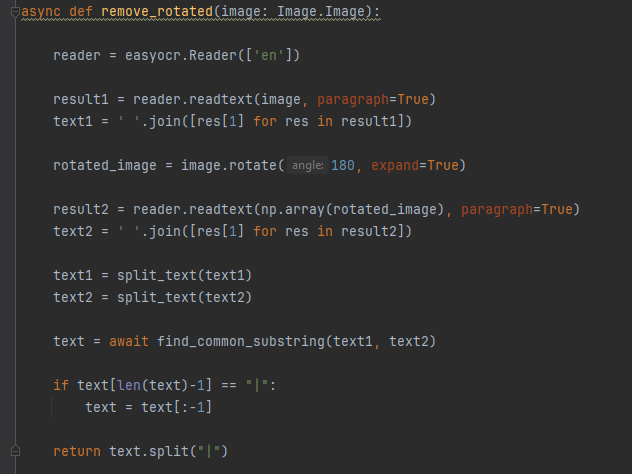 async def remove_rotated(image: Image.Image):
reader = easyocr.Reader(['en'])
result1 = reader.readtext(image, paragraph=True)
text1 = ' '.join([res[1] for res in result1])
rotated_image = image.rotate( angle: 180, expand=True)
result2 = reader.readtext(np.array(rotated_image), paragraph=True)
text2 = ' '.join([res[1] for res in result2])
text1 = split_text(text1)
text2 = split_text(text2)
text = await find_common_substring(text1, text2)
if text[len(text)-1] == "|":
text = text[:-1]
return text.split("|")